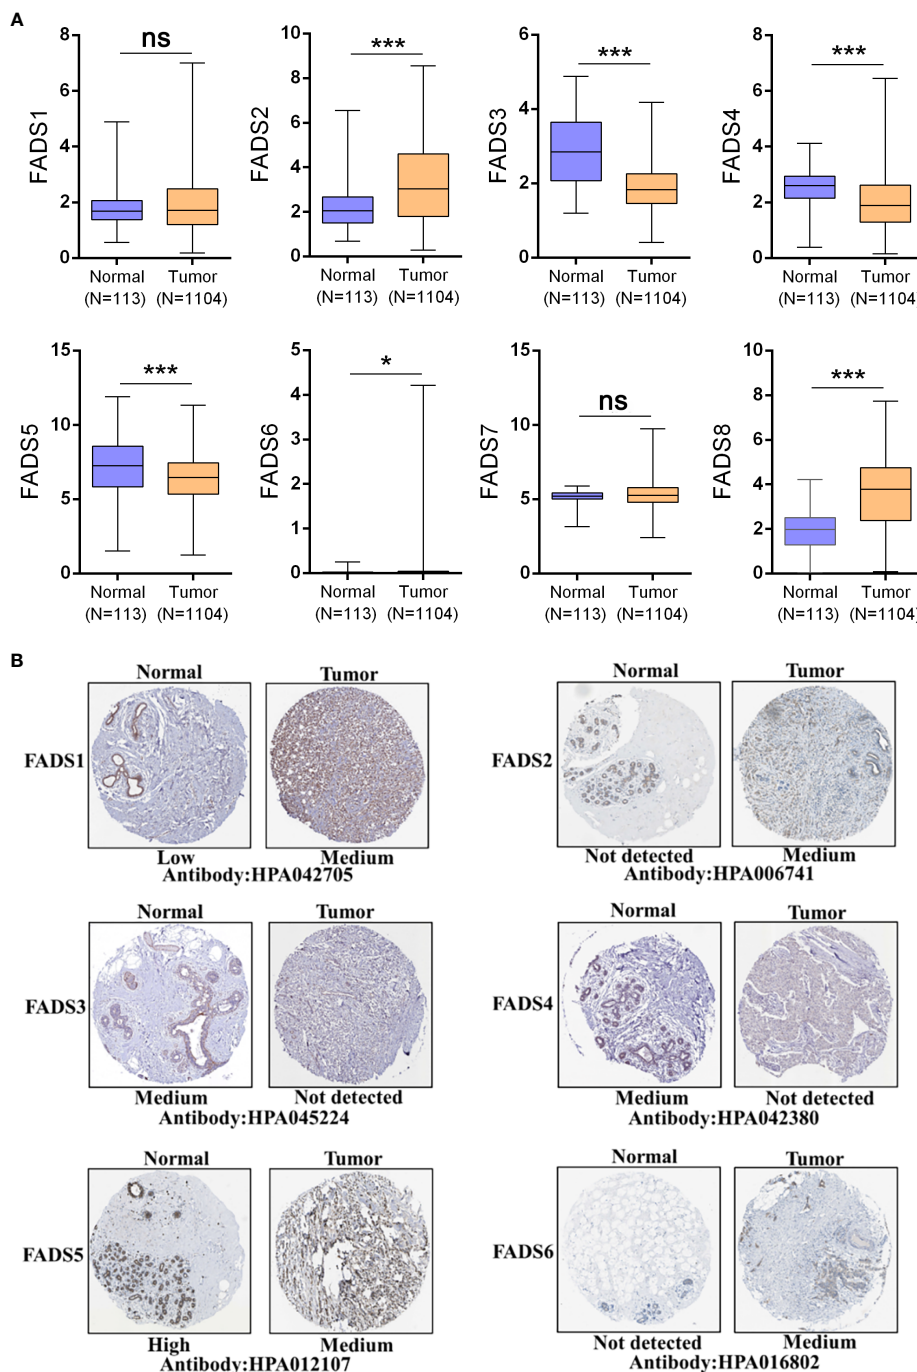 A
FADS1
8
6
4
2
0
ns
Normal
(N=113)
Tumor
(N=1104)
FADS2
10
8
6
4
2
0
***
Normal
(N=113)
Tumor
(N=1104)
FADS3
6
4
2
0
***
Normal
(N=113)
Tumor
(N=1104)
FADS4
8
6
4
2
0
***
Normal
(N=113)
Tumor
(N=1104)
FADS5
15
10
5
0
***
Normal
(N=113)
Tumor
(N=1104)
FADS6
5
4
3
2
1
0
*
Normal
(N=113)
Tumor
(N=1104)
FADS7
15
10
5
0
ns
Normal
(N=113)
Tumor
(N=1104)
FADS8
10
8
6
4
2
0
***
Normal
(N=113)
Tumor
(N=1104)
B
Normal
Tumor
FADS1
Low
Medium
Antibody:HPA042705
Normal
Tumor
FADS2
Not detected
Medium
Antibody:HPA006741
Normal
Tumor
FADS3
Medium
Not detected
Antibody:HPA045224
Normal
Tumor
FADS4
Medium
Not detected
Antibody:HPA042380
Normal
Tumor
FADS5
High
Medium
Antibody:HPA012107
Normal
Tumor
FADS6
Not detected
Medium
Antibody:HPA016802